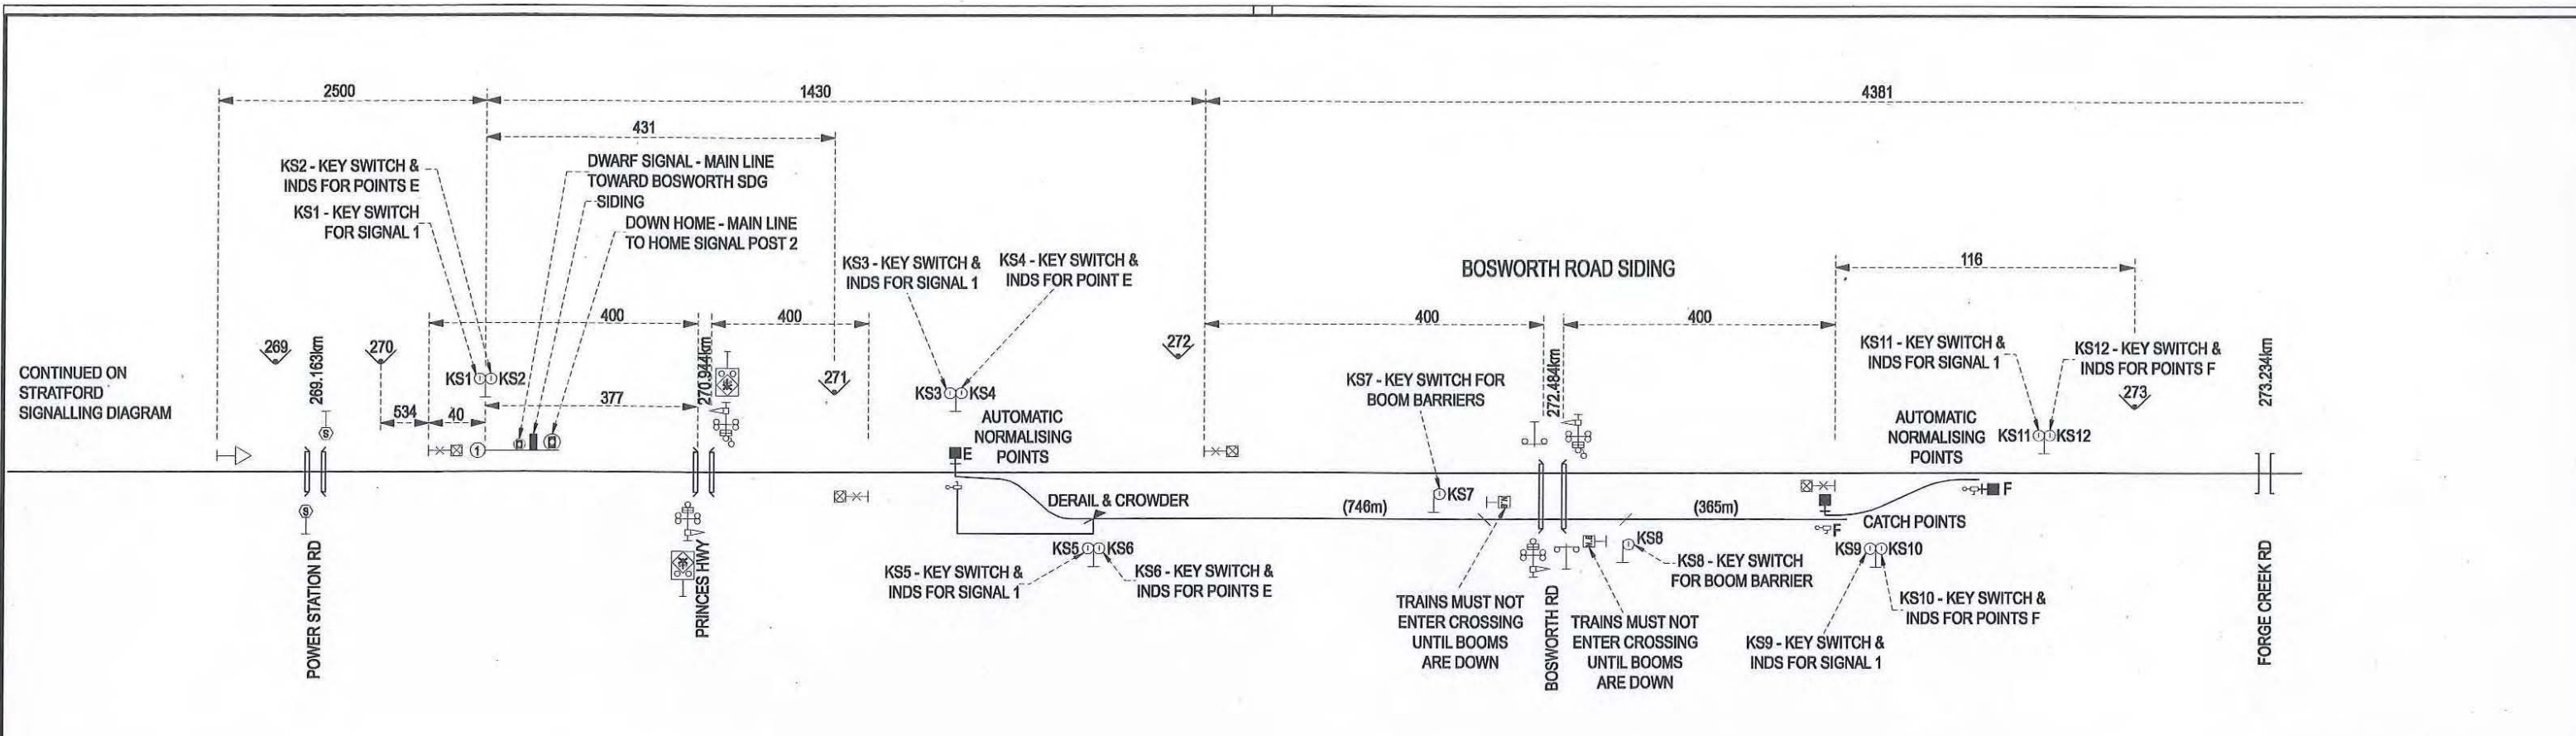 2500
1430
4381
431
KS2 - KEY SWITCH &
INDS FOR POINTS E
KS1 - KEY SWITCH
FOR SIGNAL 1
DWARF SIGNAL - MAIN LINE
TOWARD BOSWORTH SDG
SIDING
DOWN HOME - MAIN LINE
TO HOME SIGNAL POST 2
KS3 - KEY SWITCH &
INDS FOR SIGNAL 1
KS4 - KEY SWITCH &
INDS FOR POINT E
BOSWORTH ROAD SIDING
116
400
400
400
400
CONTINUED ON
STRATFORD
SIGNALLING DIAGRAM
269
269.163km
270
KS1
KS2
534
40
377
270.944km
271
KS3
KS4
272
KS7 - KEY SWITCH FOR
BOOM BARRIERS
272.484km
KS11 - KEY SWITCH &
INDS FOR SIGNAL 1
KS12 - KEY SWITCH &
INDS FOR POINTS F
273
273.234km
AUTOMATIC
NORMALISING
POINTS
AUTOMATIC
NORMALISING
POINTS
KS11
KS12
S
1
E
S
DERAIL & CROWDER
(746m)
KS7
(365m)
F
F
CATCH POINTS
KS5
KS6
KS8
KS9
KS10
KS5 - KEY SWITCH &
INDS FOR SIGNAL 1
KS6 - KEY SWITCH &
INDS FOR POINTS E
KS8 - KEY SWITCH
FOR BOOM BARRIER
KS10 - KEY SWITCH &
INDS FOR POINTS F
KS9 - KEY SWITCH &
INDS FOR SIGNAL 1
TRAINS MUST NOT
ENTER CROSSING
UNTIL BOOMS
ARE DOWN
TRAINS MUST NOT
ENTER CROSSING
UNTIL BOOMS
ARE DOWN
POWER STATION RD
PRINCES HWY
BOSWORTH RD
FORGE CREEK RD